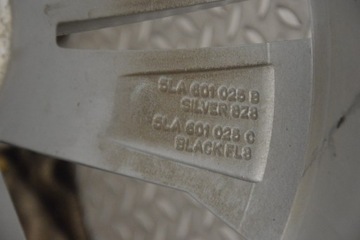 5LA 601 025 B
SILVER 8Z8
5LA 601 025 C
BLACK FL8